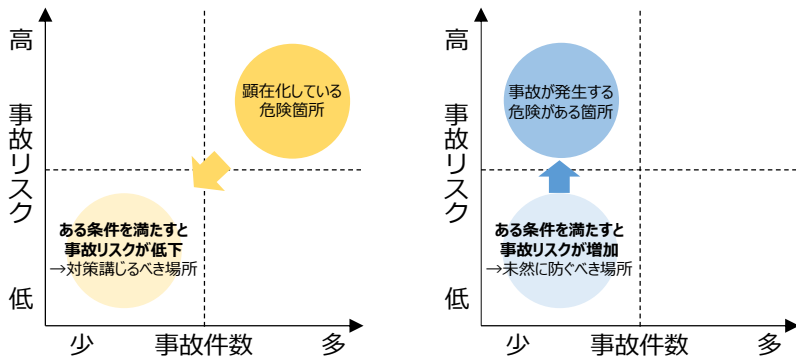 高
事故リスク
低
顕在化している
危険箇所
ある条件を満たすと
事故リスクが低下
→対策講じるべき場所
少
事故件数
多
高
事故リスク
低
事故が発生する
危険がある箇所
ある条件を満たすと
事故リスクが増加
→未然に防ぐべき場所
少
事故件数
多